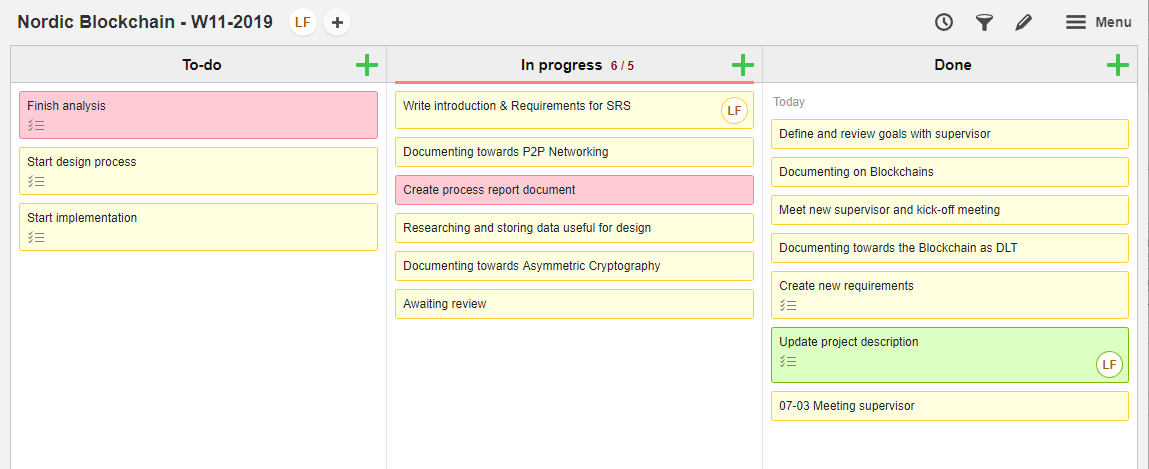 Nordic Blockchain - W11-2019 LF
Menu
To-do
Finish analysis
Start design process
Start implementation
In progress 6 / 5
Write introduction & Requirements for SRS
LF
Documenting towards P2P Networking
Create process report document
Researching and storing data useful for design
Documenting towards Asymmetric Cryptography
Awaiting review
Done
Today
Define and review goals with supervisor
Documenting on Blockchains
Meet new supervisor and kick-off meeting
Documenting towards the Blockchain as DLT
Create new requirements
Update project description
LF
07-03 Meeting supervisor